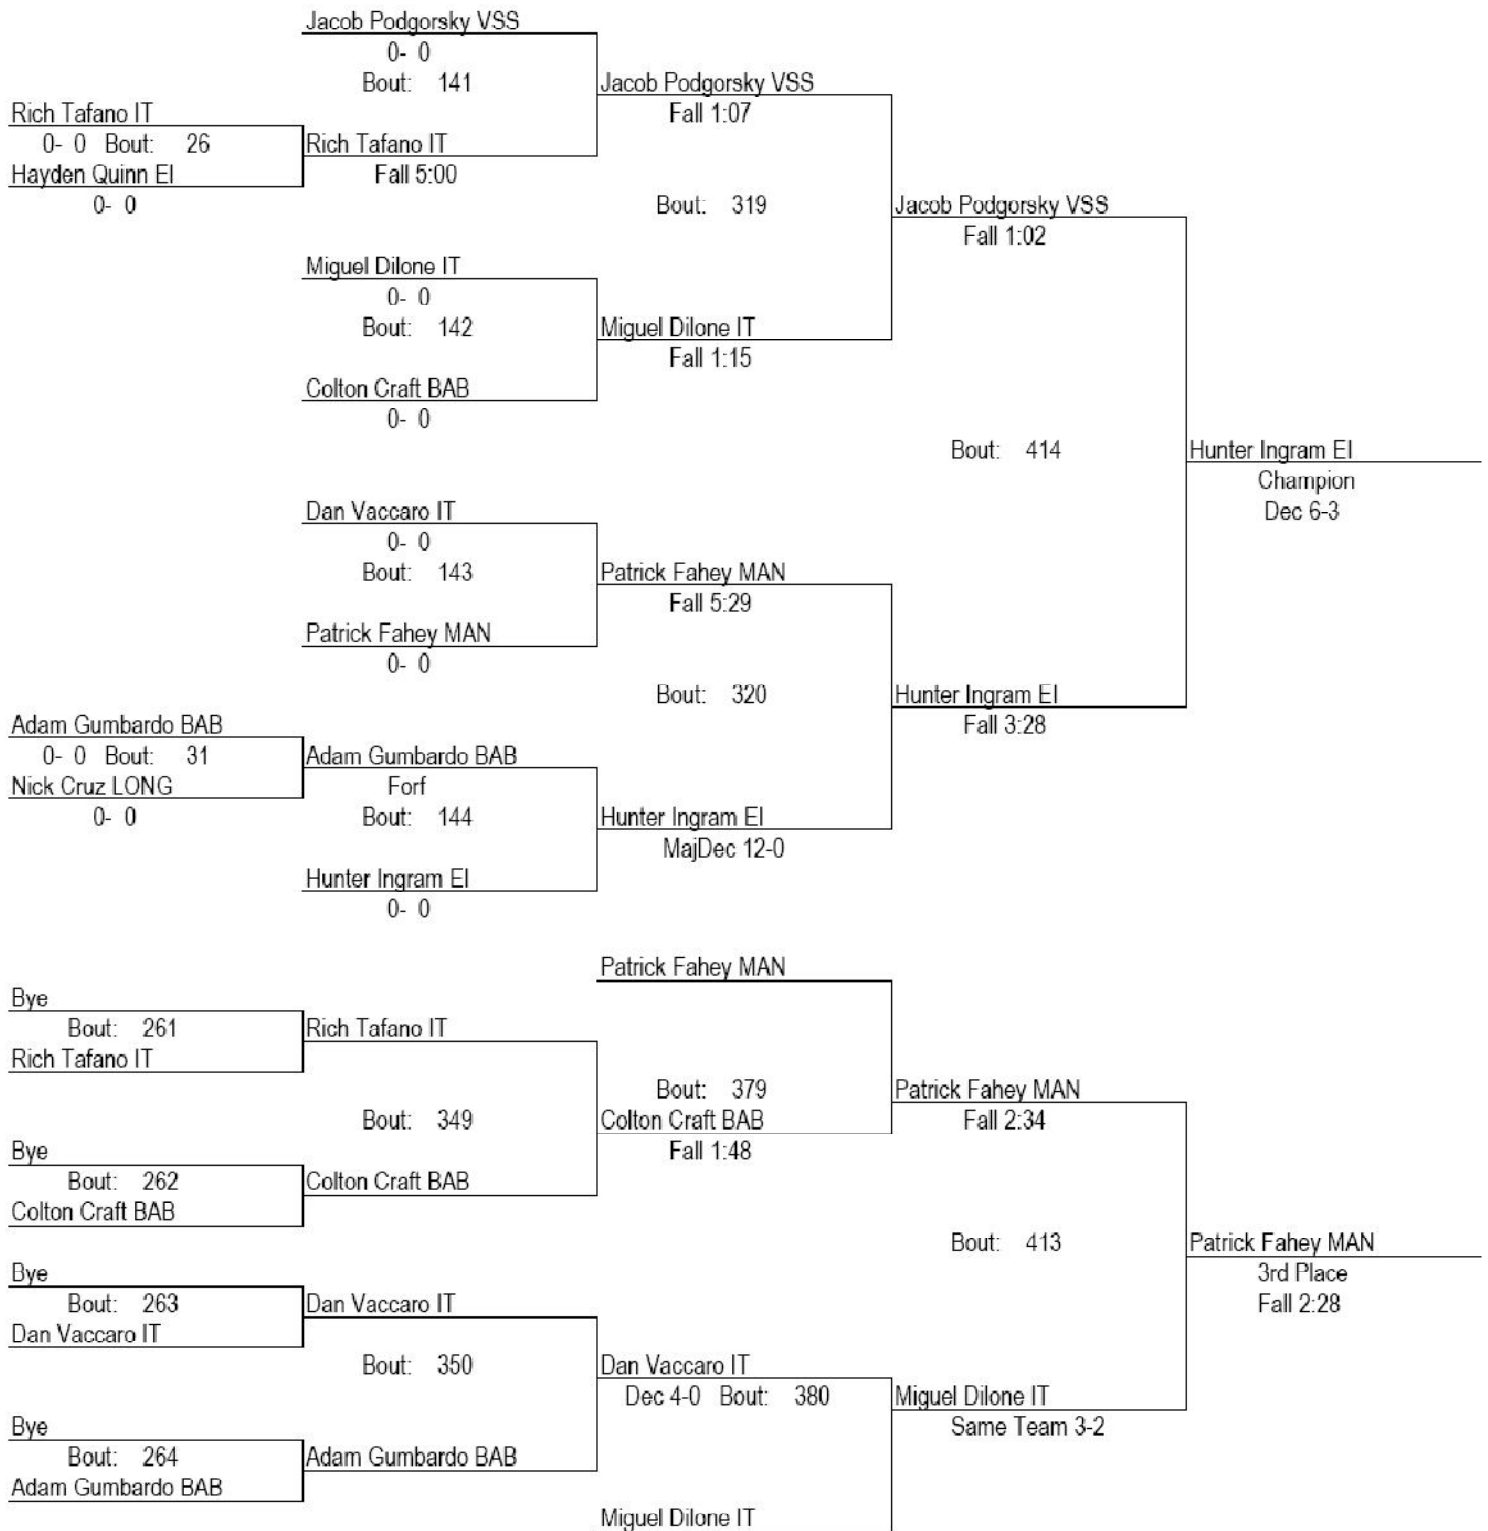 Jacob Podgorsky VSS
0- 0
Bout: 141
Jacob Podgorsky VSS
Fall 1:07
Rich Tafano IT
0- 0 Bout: 26
Rich Tafano IT
Hayden Quinn EI
Fall 5:00
0- 0
Bout: 319
Jacob Podgorsky VSS
Fall 1:02
Miguel Dilone IT
0- 0
Bout: 142
Miguel Dilone IT
Fall 1:15
Colton Craft BAB
0- 0
Bout: 414
Hunter Ingram EI
Champion
Dec 6-3
Dan Vaccaro IT
0- 0
Bout: 143
Patrick Fahey MAN
Fall 5:29
Patrick Fahey MAN
0- 0
Bout: 320
Hunter Ingram EI
Fall 3:28
Adam Gumbardo BAB
0- 0 Bout: 31
Adam Gumbardo BAB
Nick Cruz LONG
Forf
0- 0
Bout: 144
Hunter Ingram EI
MajDec 12-0
Hunter Ingram EI
0- 0
Patrick Fahey MAN
Bye
Bout: 261
Rich Tafano IT
Rich Tafano IT
Bout: 379
Patrick Fahey MAN
Bout: 349
Colton Craft BAB
Fall 2:34
Bye
Fall 1:48
Bout: 262
Colton Craft BAB
Colton Craft BAB
Bout: 413
Patrick Fahey MAN
Bye
3rd Place
Bout: 263
Dan Vaccaro IT
Fall 2:28
Dan Vaccaro IT
Bout: 350
Dan Vaccaro IT
Dec 4-0 Bout: 380
Miguel Dilone IT
Bye
Same Team 3-2
Bout: 264
Adam Gumbardo BAB
Adam Gumbardo BAB
Miguel Dilone IT